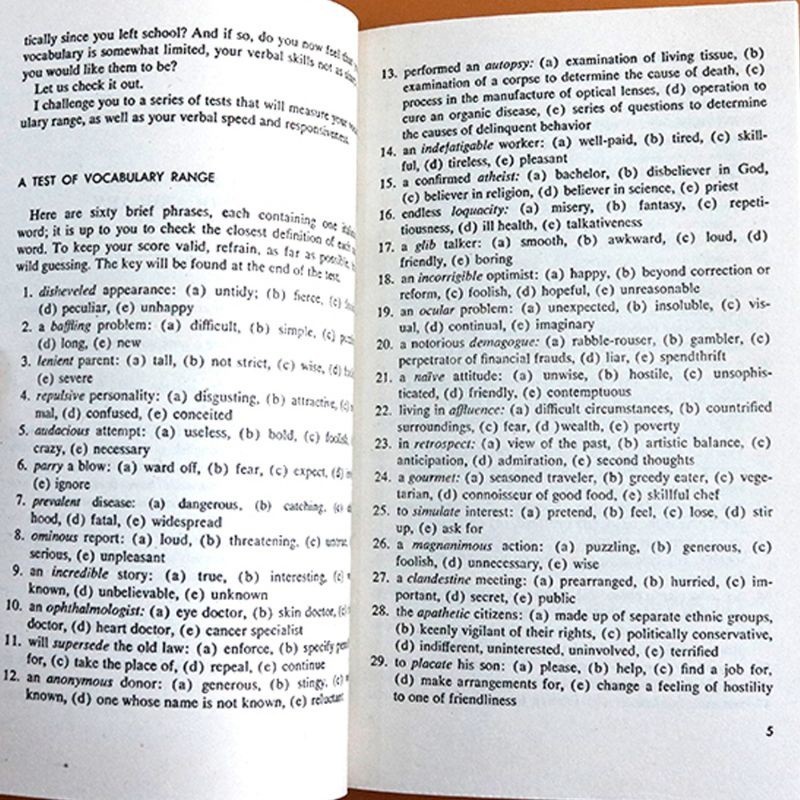 tically since you left school? And if so, do you now feel that
vocabulary is somewhat limited, your verbal skills not as
you would like them to be?
Let us check it out.
I challenge you to a series of tests that will measure your
ulary range, as well as your verbal speed and responsiveness.
A TEST OF VOCABULARY RANGE
Here are sixty brief phrases, each containing one
word; it is up to you to check the closest definition of each
word. To keep your score valid, refrain, as far as possible,
wild guessing. The key will be found at the end of the test.
1. disheveled appearance: (a) untidy; (b) fierce, (c)
(d) peculiar, (e) unhappy
2. a baffling problem: (a) difficult, (b) simple, (c)
(d) long, (e) new
3. lenient parent: (a) tall, (b) not strict, (c) wise, (d)
(e) severe
4. repulsive personality: (a) disgusting, (b) attractive, (c)
mal, (d) confused, (e) conceited
5. audacious attempt: (a) useless, (b) bold, (c) foolish,
crazy, (e) necessary
6. parry a blow: (a) ward off, (b) fear, (c) expect, (d)
(e) ignore
7. prevalent disease: (a) dangerous, (b) catching, (c)
hood, (d) fatal, (e) widespread
8. ominous report: (a) loud, (b) threatening, (c)
serious, (e) unpleasant
9. an incredible story: (a) true, (b) interesting, (c)
known, (d) unbelievable, (e) unknown
10. an ophthalmologist: (a) eye doctor, (b) skin doctor, (c)
doctor, (d) heart doctor, (e) cancer specialist
11. will supersede the old law: (a) enforce, (b) specify
for, (c) take the place of, (d) repeal, (e) continue
12. an anonymous donor: (a) generous, (b) stingy, (c)
known, (d) one whose name is not known, (e) reluctant
13. performed an autopsy: (a) examination of living tissue, (b)
examination of a corpse to determine the cause of death, (c)
process in the manufacture of optical lenses, (d) operation to
cure an organic disease, (e) series of questions to determine
the causes of delinquent behavior
14. an indefatigable worker: (a) well-paid, (b) tired, (c) skill-
ful, (d) tireless, (e) pleasant
15. a confirmed atheist: (a) bachelor, (b) disbeliever in God,
(c) believer in religion, (d) believer in science, (e) priest
16. endless loquacity: (a) misery, (b) fantasy, (c) repeti-
tiousness, (d) ill health, (e) talkativeness
17. a glib talker: (a) smooth, (b) awkward, (c) loud, (d)
friendly, (e) boring
18. an incorrigible optimist: (a) happy, (b) beyond correction or
reform, (c) foolish, (d) hopeful, (e) unreasonable
19. an ocular problem: (a) unexpected, (b) insoluble, (c) vis-
ual, (d) continual, (e) imaginary
20. a notorious demagogue: (a) rabble-rouser, (b) gambler, (c)
perpetrator of financial frauds, (d) liar, (e) spendthrift
21. a naïve attitude: (a) unwise, (b) hostile, (c) unsophis-
ticated, (d) friendly, (e) contemptuous
22. living in affluence: (a) difficult circumstances, (b) countrified
surroundings, (c) fear, (d )wealth, (e) poverty
23. in retrospect: (a) view of the past, (b) artistic balance, (c)
anticipation, (d) admiration, (e) second thoughts
24. a gourmet: (a) seasoned traveler, (b) greedy eater, (c) vege-
tarian, (d) connoisseur of good food, (e) skillful chef
25. to simulate interest: (a) pretend, (b) feel, (c) lose, (d) stir
up, (e) ask for
26. a magnanimous action: (a) puzzling, (b) generous, (c)
foolish, (d) unnecessary, (e) wise
27. a clandestine meeting: (a) prearranged, (b) hurried, (c) im-
portant, (d) secret, (e) public
28. the apathetic citizens: (a) made up of separate ethnic groups,
(b) keenly vigilant of their rights, (c) politically conservative,
(d) indifferent, uninterested, uninvolved, (e) terrified
29. to placate his son: (a) please, (b) help, (c) find a job for,
(d) make arrangements for, (e) change a feeling of hostility
to one of friendliness
5